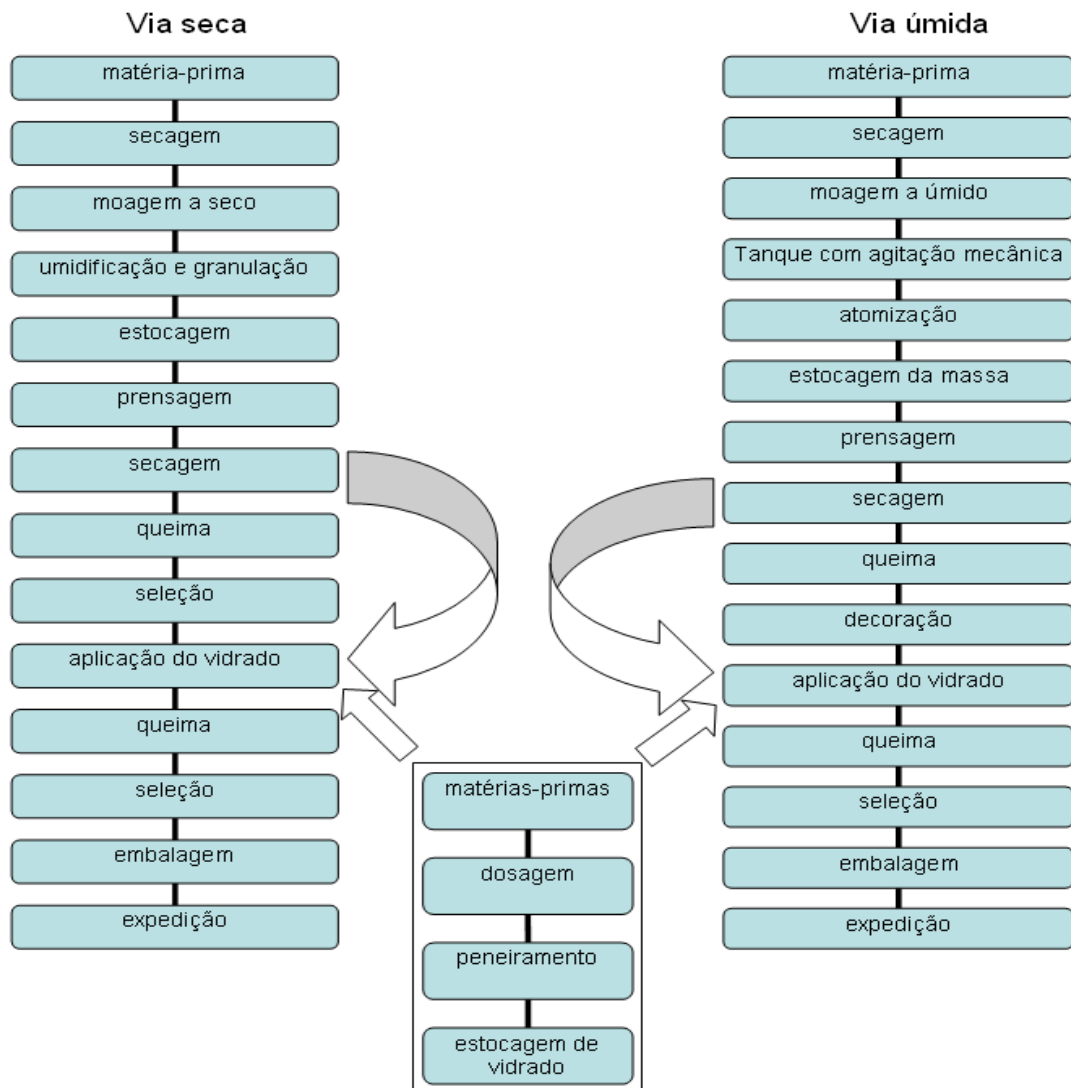 Via seca
matéria-prima
secagem
moagem a seco
umidificação e granulação
estocagem
prensagem
secagem
queima
seleção
aplicação do vidrado
queima
seleção
embalagem
expedição
matérias-primas
dosagem
peneiramento
estocagem de
vidrado
Via úmida
matéria-prima
secagem
moagem a úmido
Tanque com agitação mecânica
atomização
estocagem da massa
prensagem
secagem
queima
decoração
aplicação do vidrado
queima
seleção
embalagem
expedição